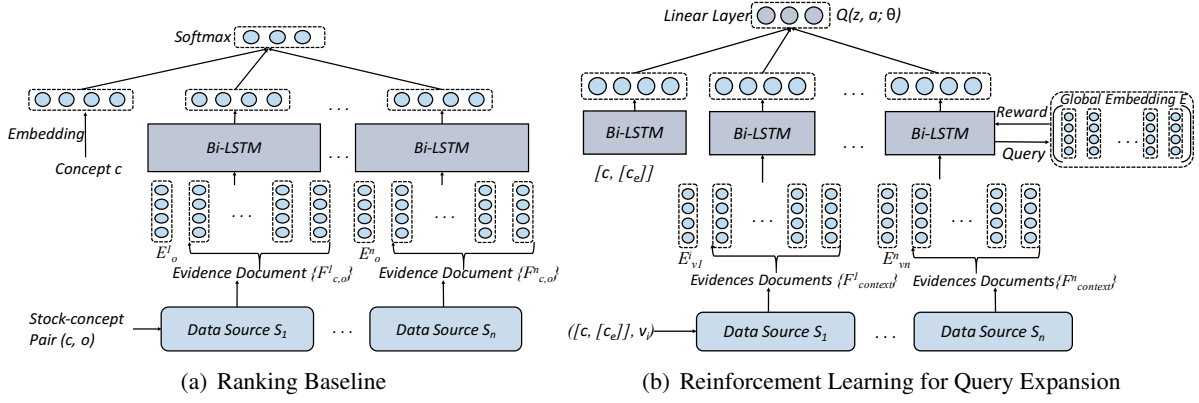 Softmax
. . .
Embedding
Bi-LSTM . . . Bi-LSTM
Concept c
. . . . . .
E^1_o E^n_o
Evidence Document {F^1_{c,o}} Evidence Document {F^n_{c,o}}
Stock-concept
Pair (c, o)
Data Source S_1 . . . Data Source S_n
(a) Ranking Baseline
Linear Layer Q(z, a; θ)
. . .
Global Embedding E
Reward
Bi-LSTM Bi-LSTM . . . Bi-LSTM
Query
. . .
[c, [c_e]]
. . . . . .
E^i_{v1} E^n_{vn}
Evidences Documents {F^1_{context}} Evidences Documents{F^n_{context}}
([c, [c_e]], v_i) Data Source S_1 . . . Data Source S_n
(b) Reinforcement Learning for Query Expansion